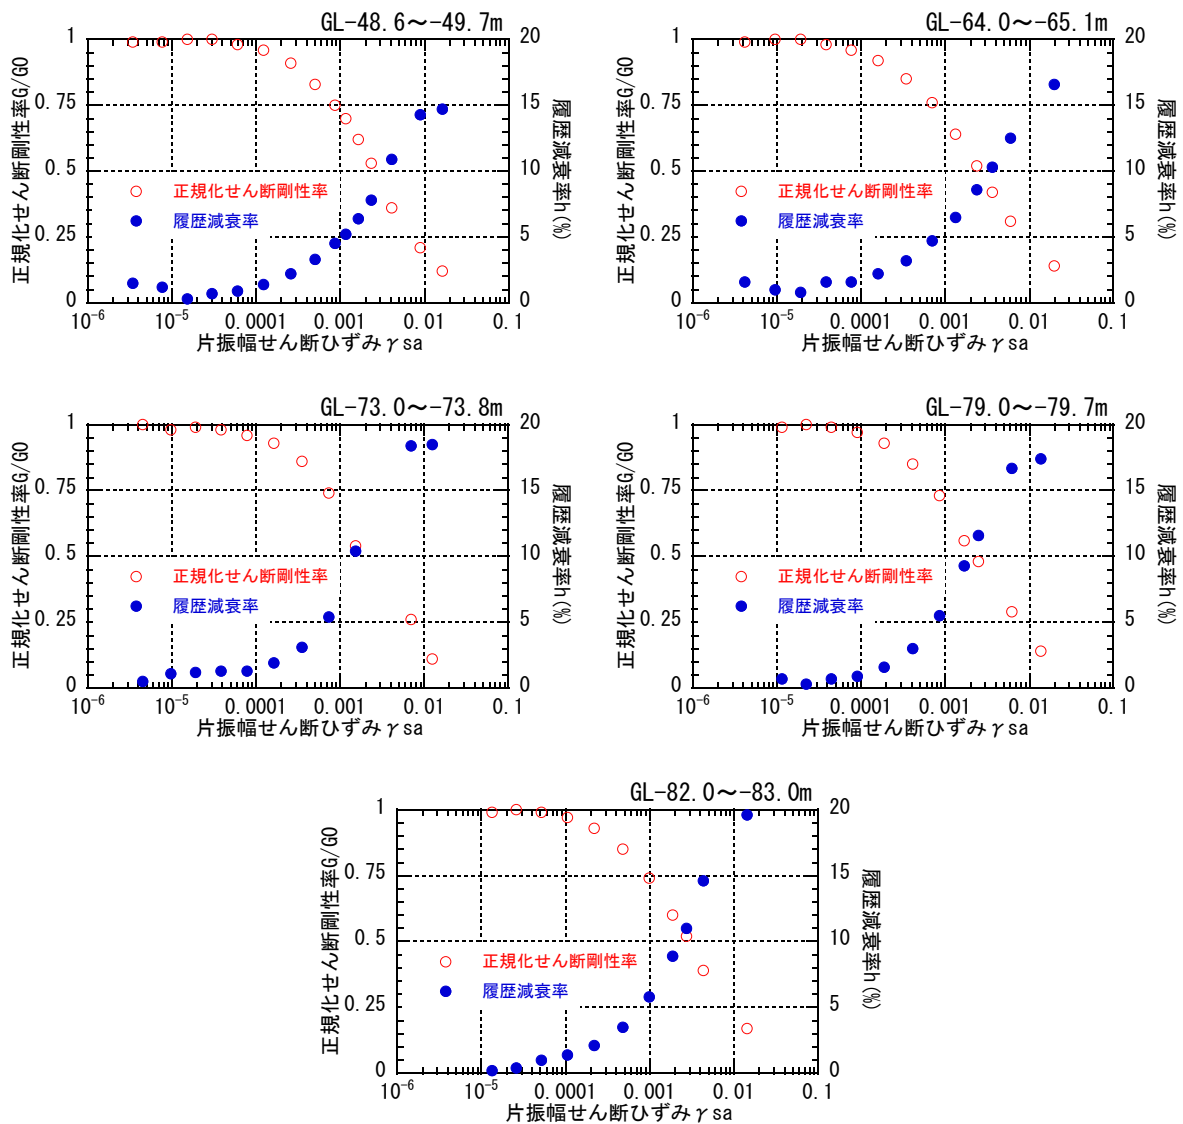 GL-48.6～-49.7m
正規化せん断剛性率G/G0
1
0.75
0.5
0.25
0
20
15
10
5
0
履歴減衰率h(%)
正規化せん断剛性率
履歴減衰率
10-6
10-5
0.0001
0.001
0.01
0.1
片振幅せん断ひずみγsa
GL-64.0～-65.1m
正規化せん断剛性率G/G0
1
0.75
0.5
0.25
0
20
15
10
5
0
履歴減衰率h(%)
正規化せん断剛性率
履歴減衰率
10-6
10-5
0.0001
0.001
0.01
0.1
片振幅せん断ひずみγsa
GL-73.0～-73.8m
正規化せん断剛性率G/G0
1
0.75
0.5
0.25
0
20
15
10
5
0
履歴減衰率h(%)
正規化せん断剛性率
履歴減衰率
10-6
10-5
0.0001
0.001
0.01
0.1
片振幅せん断ひずみγsa
GL-79.0～-79.7m
正規化せん断剛性率G/G0
1
0.75
0.5
0.25
0
20
15
10
5
0
履歴減衰率h(%)
正規化せん断剛性率
履歴減衰率
10-6
10-5
0.0001
0.001
0.01
0.1
片振幅せん断ひずみγsa
GL-82.0～-83.0m
正規化せん断剛性率G/G0
1
0.75
0.5
0.25
0
20
15
10
5
0
履歴減衰率h(%)
正規化せん断剛性率
履歴減衰率
10-6
10-5
0.0001
0.001
0.01
0.1
片振幅せん断ひずみγsa